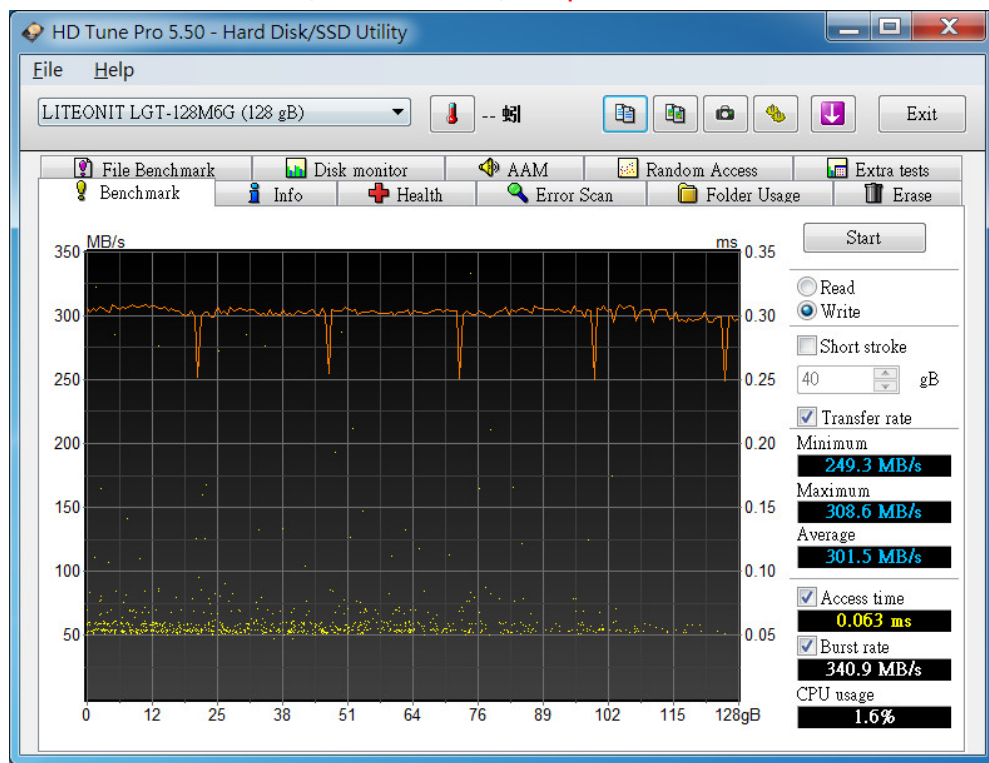 HD Tune Pro 5.50 - Hard Disk/SSD Utility
File Help
LITEONIT LGT-128M6G (128 gB) -- 蚓 Exit
File Benchmark Disk monitor AAM Random Access Extra tests
Benchmark Info Health Error Scan Folder Usage Erase
MB/s ms
350 0.35
300 0.30
250 0.25
200 0.20
150 0.15
100 0.10
50 0.05
0 12 25 38 51 64 76 89 102 115 128gB
Start
Read
Write
Short stroke
40 gB
Transfer rate
Minimum
249.3 MB/s
Maximum
308.6 MB/s
Average
301.5 MB/s
Access time
0.063 ms
Burst rate
340.9 MB/s
CPU usage
1.6%